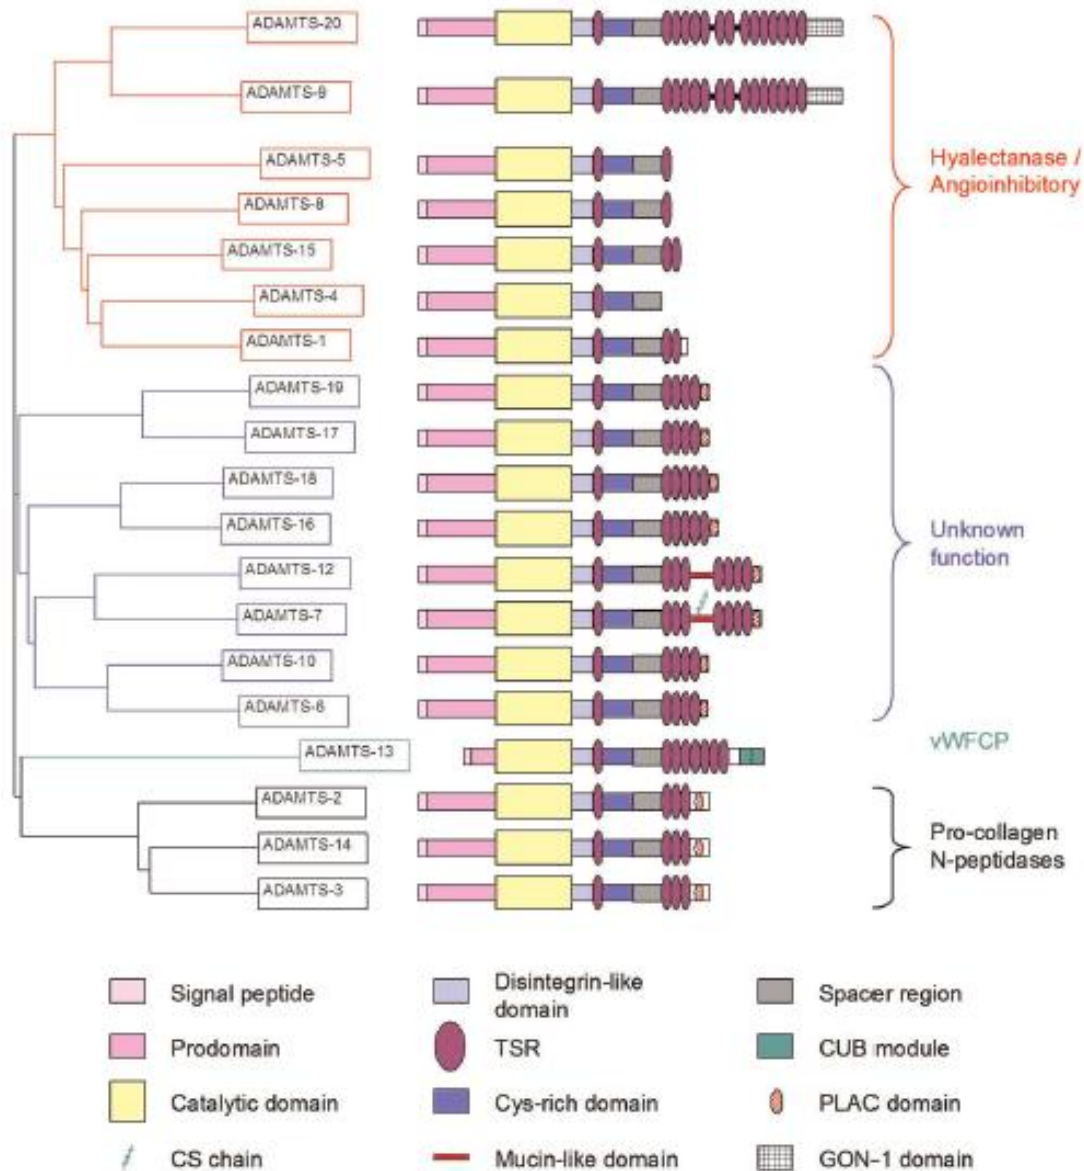 ADAMTS-20
ADAMTS-9
ADAMTS-5
ADAMTS-8
ADAMTS-15
ADAMTS-4
ADAMTS-1
Hyalectanase /
Angioinhibitory
ADAMTS-19
ADAMTS-17
ADAMTS-18
ADAMTS-16
ADAMTS-12
ADAMTS-7
ADAMTS-10
ADAMTS-6
Unknown
function
ADAMTS-13
vWFCP
ADAMTS-2
ADAMTS-14
ADAMTS-3
Pro-collagen
N-peptidases
Signal peptide
Disintegrin-like
domain
Spacer region
Prodomain
TSR
CUB module
Catalytic domain
Cys-rich domain
PLAC domain
CS chain
Mucin-like domain
GON-1 domain